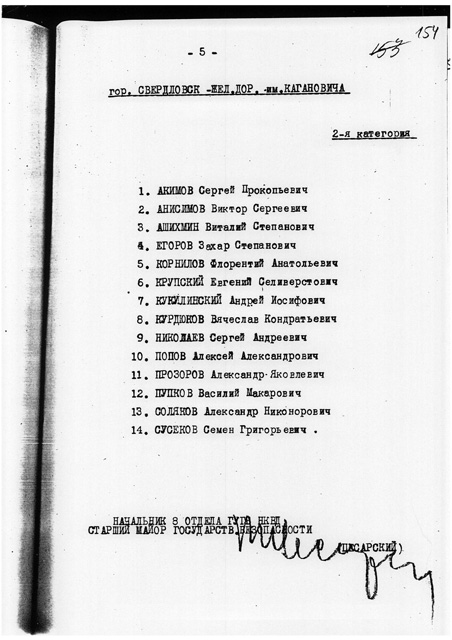 154
- 5 -
гор. СВЕРДЛОВСК -ЖЕЛ.ДОР. -им.КАГАНОВИЧА
2-я категория
1. АКИМОВ Сергей Прокопьевич
2. АНИСИМОВ Виктор Сергеевич
3. АШИХМИН Виталий Степанович
4. ЕГОРОВ Захар Степанович
5. КОРНИЛОВ Флорентий Анатольевич
6. КРУПСКИЙ Евгений Селиверстович
7. КУКУЛИНСКИЙ Андрей Иосифович
8. КУРДЮКОВ Вячеслав Кондратьевич
9. НИКОЛАЕВ Сергей Андреевич
10. ПОПОВ Алексей Александрович
11. ПРОЗОРОВ Александр-Яковлевич
12. ПУПКОВ Василий Макарович
13. СОЛЯКОВ Александр Никонорович
14. СУСЕКОВ Семен Григорьевич .
НАЧАЛЬНИК 8 ОТДЕЛА ГУГБ НКВД
СТАРШИЙ МАЙОР ГОСУДАРСТВ.БЕЗОПАСНОСТИ
(ЦЕСАРСКИЙ)